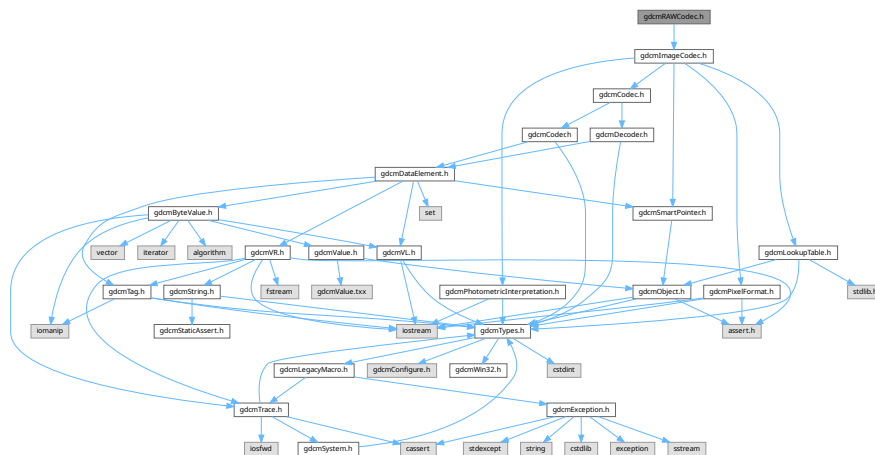 gdcmRAWCodec.h
gdcmImageCodec.h
gdcmCodec.h
gdcmCoder.h
gdcmDecoder.h
gdcmDataElement.h
gdcmByteValue.h
set
gdcmSmartPointer.h
vector
iterator
algorithm
gdcmVR.h
gdcmValue.h
gdcmVL.h
gdcmLookupTable.h
gdcmTag.h
gdcmString.h
fstream
gdcmValue.txx
gdcmPhotometricInterpretation.h
gdcmObject.h
gdcmPixelFormat.h
stdlib.h
iomanip
gdcmStaticAssert.h
iostream
gdcmTypes.h
assert.h
gdcmLegacyMacro.h
gdcmConfigure.h
gdcmWin32.h
cstdint
gdcmTrace.h
gdcmException.h
iosfwd
gdcmSystem.h
cassert
stdexcept
string
cstdlib
exception
sstream